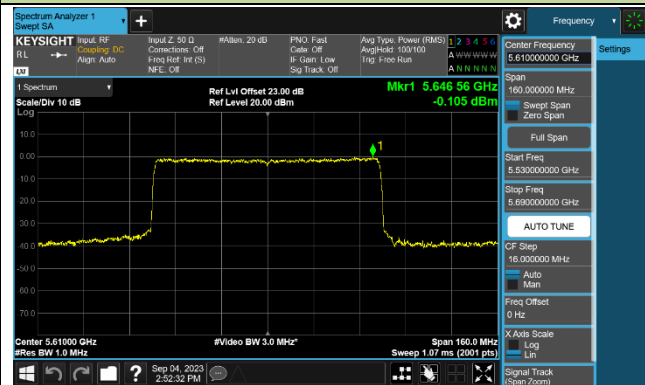 Spectrum Analyzer 1
Swept SA
+
Frequency
KEYSIGHT
RL
LXI
Input: RF
Coupling: DC
Align: Auto
Input Z: 50 Ω
Corrections: Off
Freq Ref: Int (S)
NFE: Off
#Atten: 20 dB
PNO: Fast
Gate: Off
IF Gain: Low
Sig Track: Off
Avg Type: Power (RMS)
Avg|Hold: 100/100
Trig: Free Run
1 2 3 4 5 6
A W W W W W
A N N N N N
1 Spectrum
Scale/Div 10 dB
Log
Ref Lvl Offset 23.00 dB
Ref Level 20.00 dBm
Mkr1 5.646 56 GHz
-0.105 dBm
1
10.0
0.00
-10.0
-20.0
-30.0
-40.0
-50.0
-60.0
-70.0
Center 5.61000 GHz
#Res BW 1.0 MHz
#Video BW 3.0 MHz*
Span 160.0 MHz
Sweep 1.07 ms (2001 pts)
Center Frequency
5.610000000 GHz
Settings
Span
160.000000 MHz
Swept Span
Zero Span
Full Span
Start Freq
5.530000000 GHz
Stop Freq
5.690000000 GHz
AUTO TUNE
CF Step
16.000000 MHz
Auto
Man
Freq Offset
0 Hz
X Axis Scale
Log
Lin
Signal Track
(Span Zoom)
?
Sep 04, 2023
2:52:32 PM